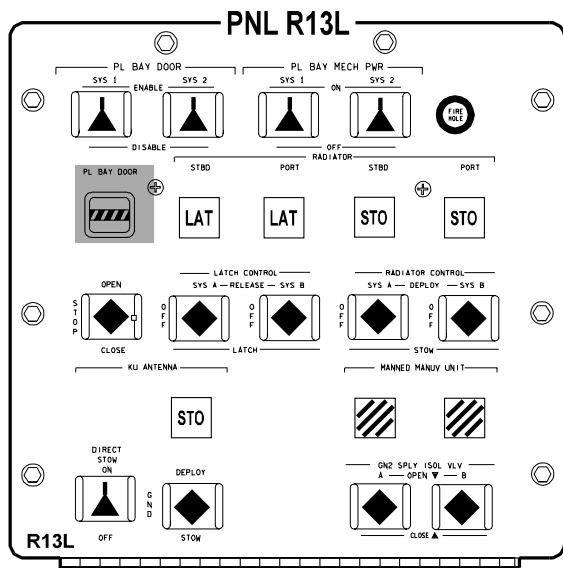 PNL R13L
PL BAY DOOR
PL BAY MECH PWR
SYS 1
ENABLE
SYS 2
SYS 1
ON
SYS 2
FIRE
HOLE
DISABLE
OFF
RADIATOR
PL BAY DOOR
STBD
PORT
STBD
PORT
LAT
LAT
STO
STO
LATCH CONTROL
RADIATOR CONTROL
OPEN
SYS A
RELEASE
SYS B
SYS A
DEPLOY
SYS B
STOP
OFF
OFF
OFF
OFF
CLOSE
LATCH
STOW
KU ANTENNA
MANNED MANUV UNIT
STO
DIRECT
STOW
ON
DEPLOY
GN2 SPLY ISOL VLV
A
OPEN
B
GND
OFF
STOW
CLOSE
R13L